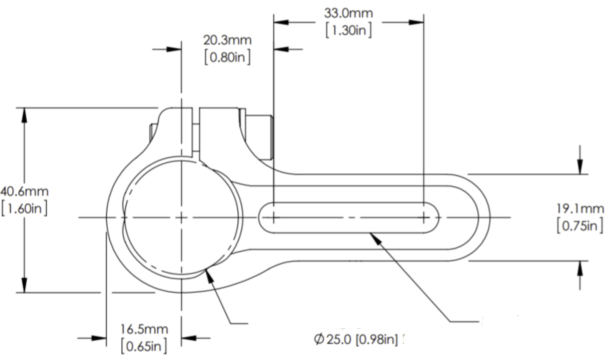 33.0mm
[1.30in]
20.3mm
[0.80in]
40.6mm
[1.60in]
19.1mm
[0.75in]
16.5mm
[0.65in]
Ø25.0 [0.98in]